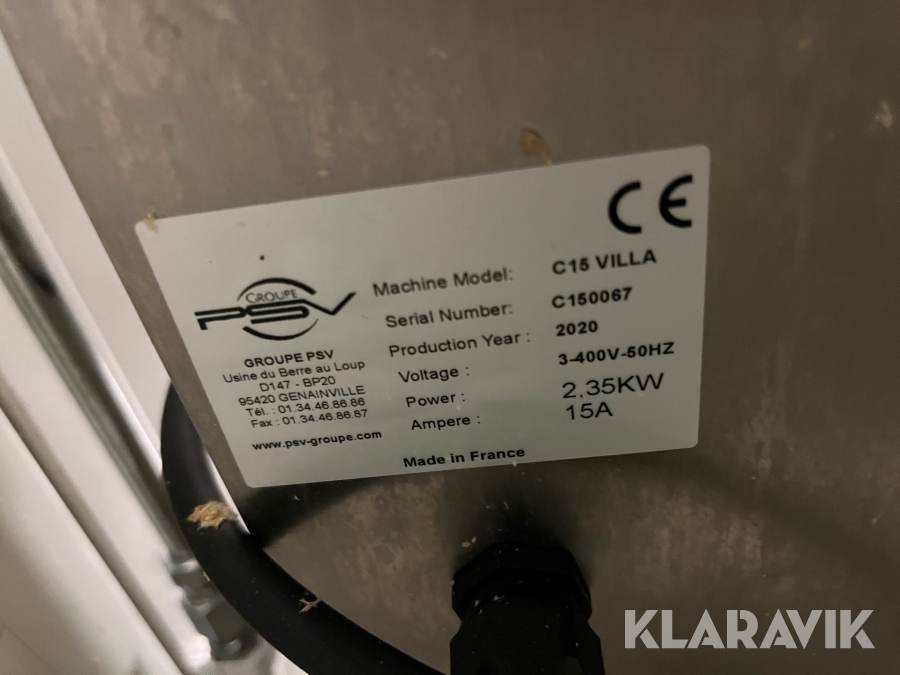 CE
GROUPE
PSV
GROUPE PSV
Usine du Berre au Loup
D147 - BP20
95420 GENAINVILLE
Tél. : 01.34.46.86.86
Fax : 01.34.46.86.87
www.psv-groupe.com
Machine Model: C15 VILLA
Serial Number: C150067
Production Year : 2020
Voltage : 3-400V-50HZ
Power : 2,35KW
Ampere : 15A
Made in France
KLARAVIK